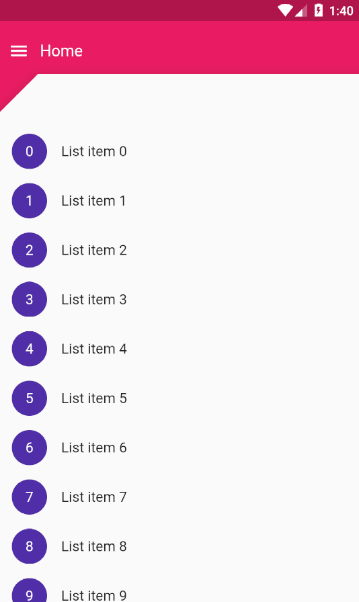 1:40
Home
0 List item 0
1 List item 1
2 List item 2
3 List item 3
4 List item 4
5 List item 5
6 List item 6
7 List item 7
8 List item 8
9 List item 9